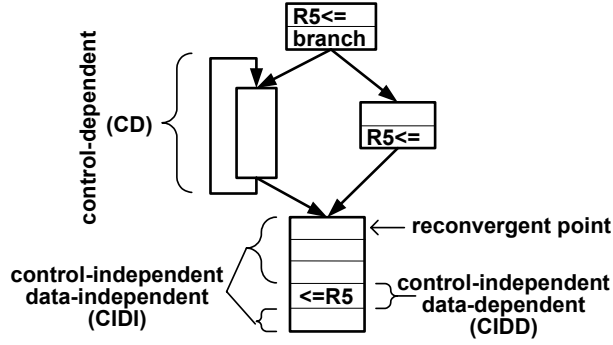 R5<=
branch
control-dependent
(CD)
R5<=
reconvergent point
control-independent
data-independent
(CIDI)
<=R5
control-independent
data-dependent
(CIDD)